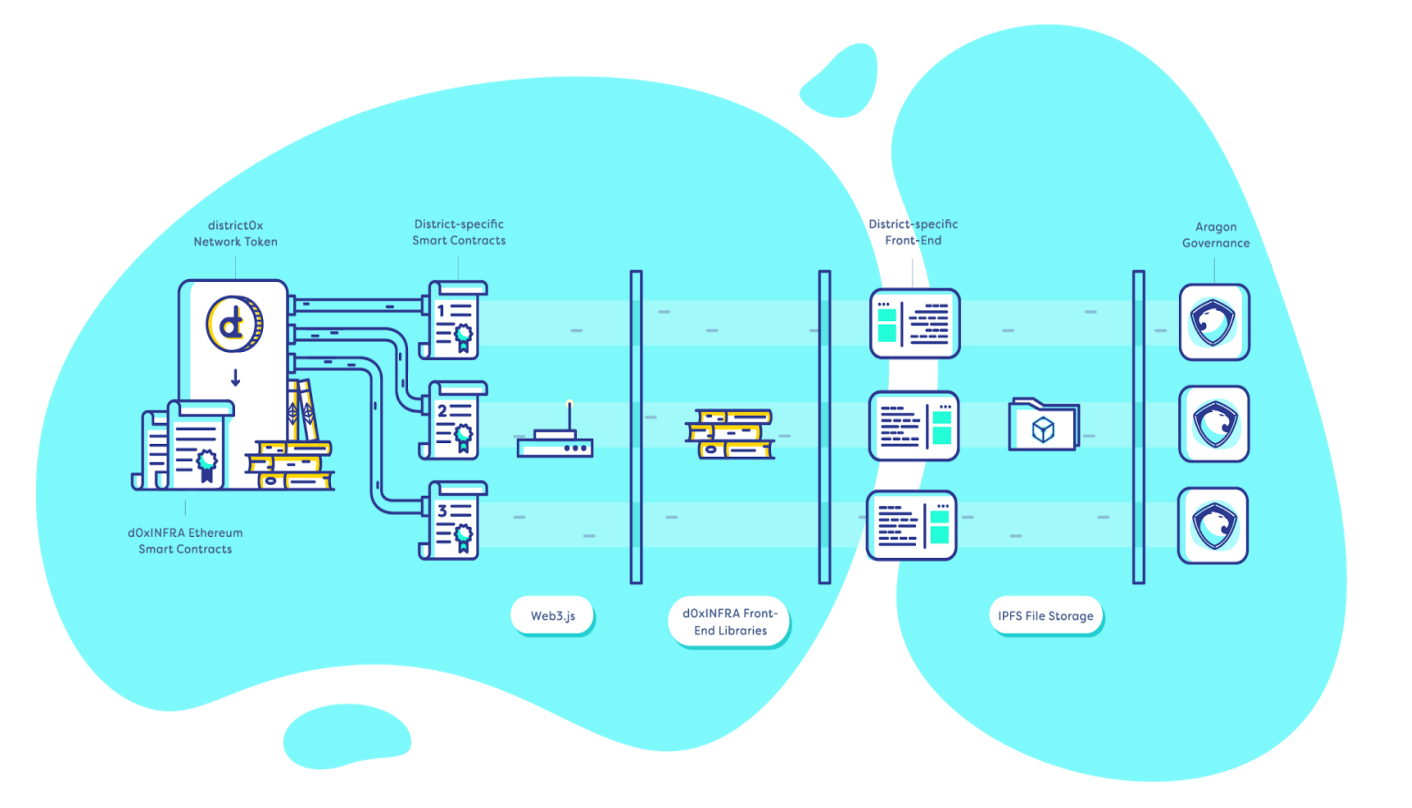 district0x
Network Token
District-specific
Smart Contracts
District-specific
Front-End
Aragon
Governance
d
1
2
3
d0xINFRA Ethereum
Smart Contracts
Web3.js
d0xINFRA Front-
End Libraries
IPFS File Storage